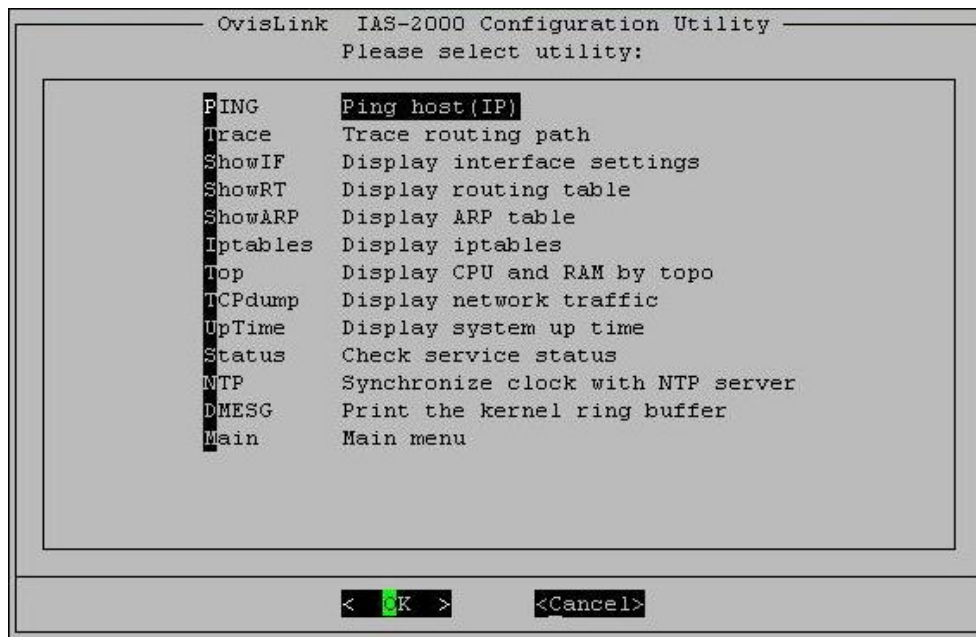 OvisLink IAS-2000 Configuration Utility
Please select utility:
PING Ping host(IP)
Trace Trace routing path
ShowIF Display interface settings
ShowRT Display routing table
ShowARP Display ARP table
Iptables Display iptables
Top Display CPU and RAM by topo
TCPdump Display network traffic
UpTime Display system up time
Status Check service status
NTP Synchronize clock with NTP server
DMESG Print the kernel ring buffer
Main Main menu
< OK > <Cancel>